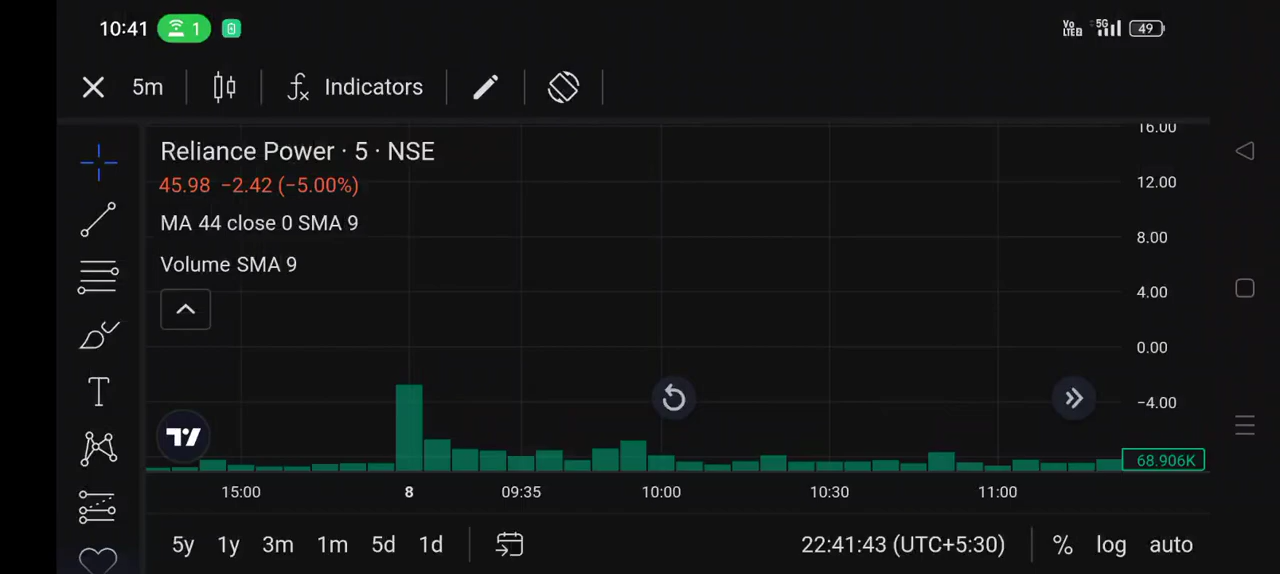 10:41 1 Vo LTE2 5G 49
5m Indicators
Reliance Power · 5 · NSE
45.98 −2.42 (−5.00%)
MA 44 close 0 SMA 9
Volume SMA 9
16.00
12.00
8.00
4.00
0.00
−4.00
68.906K
15:00 8 09:35 10:00 10:30 11:00
5y 1y 3m 1m 5d 1d 22:41:43 (UTC+5:30) % log auto